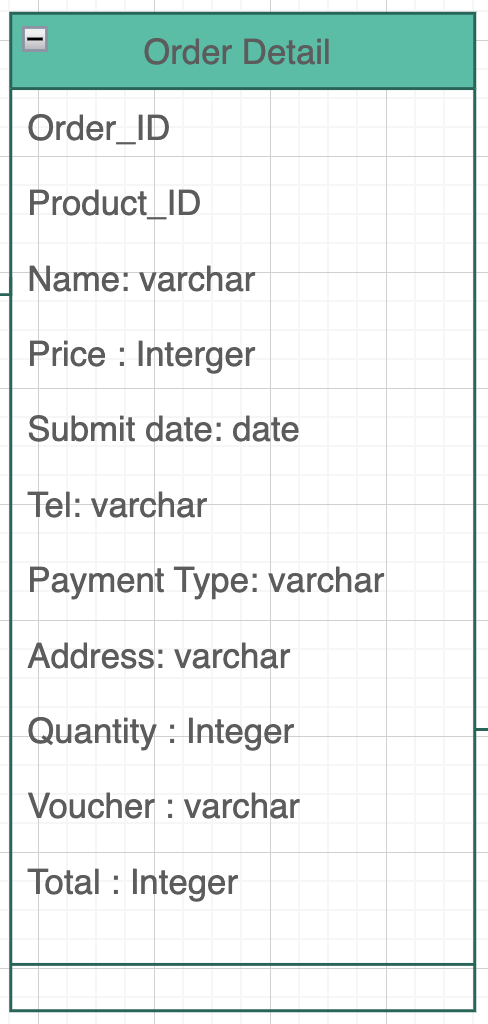 Order Detail
Order_ID
Product_ID
Name: varchar
Price : Interger
Submit date: date
Tel: varchar
Payment Type: varchar
Address: varchar
Quantity : Integer
Voucher : varchar
Total : Integer